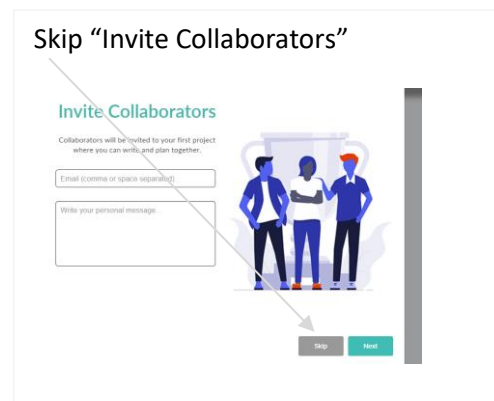 Skip “Invite Collaborators”
Invite Collaborators
Collaborators will be invited to your first project
where you can write and plan together.
Email (comma or space separated)
Write your personal message...
Skip
Next